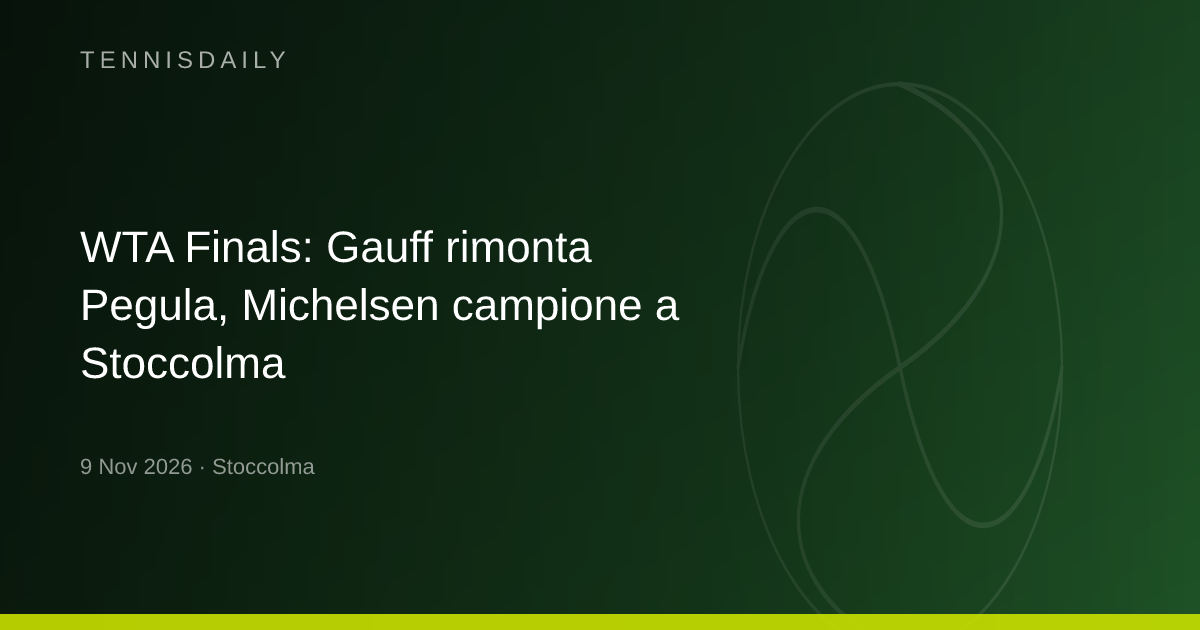 TENNISDAILY
WTA Finals: Gauff rimonta
Pegula, Michelsen campione a
Stoccolma
9 Nov 2026 · Stoccolma